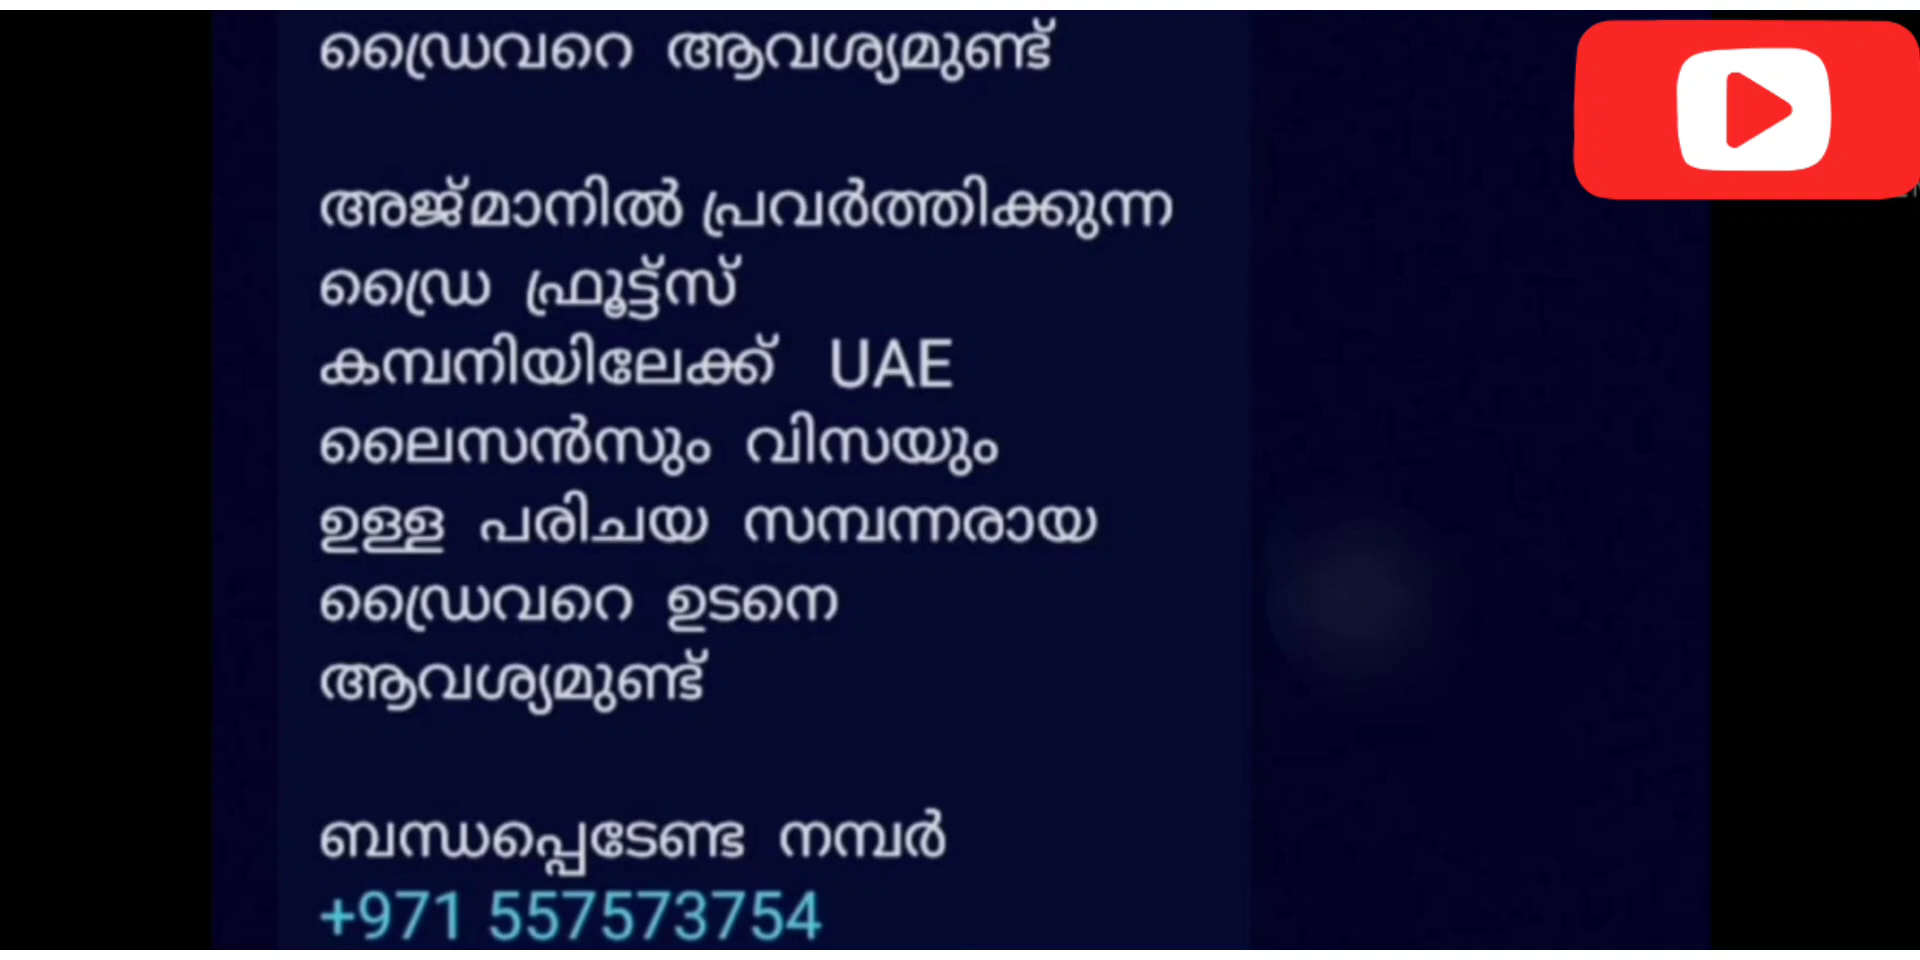 ഡ്രൈവറെ ആവശ്യമുണ്ട്
അജ്മാനിൽ പ്രവർത്തിക്കുന്ന
ഡ്രൈ ഫ്രൂട്ട്സ്
കമ്പനിയിലേക്ക് UAE
ലൈസൻസും വിസയും
ഉള്ള പരിചയ സമ്പന്നരായ
ഡ്രൈവറെ ഉടനെ
ആവശ്യമുണ്ട്
ബന്ധപ്പെടേണ്ട നമ്പർ
+971 557573754